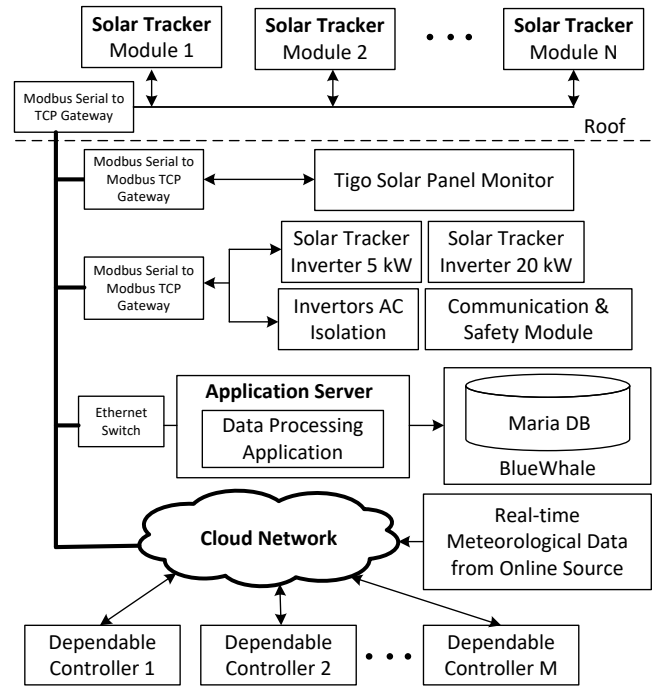 Solar Tracker
Module 1
Solar Tracker
Module 2
• • •
Solar Tracker
Module N
Modbus Serial to
TCP Gateway
Roof
Modbus Serial to
Modbus TCP
Gateway
Tigo Solar Panel Monitor
Modbus Serial to
Modbus TCP
Gateway
Solar Tracker
Inverter 5 kW
Solar Tracker
Inverter 20 kW
Invertors AC
Isolation
Communication &
Safety Module
Ethernet
Switch
Application Server
Data Processing
Application
Maria DB
BlueWhale
Cloud Network
Real-time
Meteorological Data
from Online Source
Dependable
Controller 1
Dependable
Controller 2
• • •
Dependable
Controller M